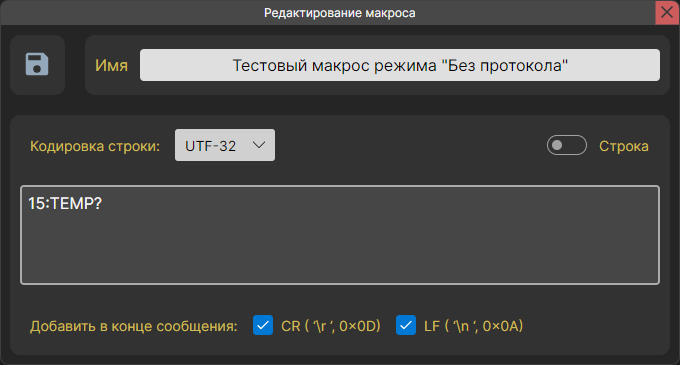 Редактирование макроса
Имя Тестовый макрос режима "Без протокола"
Кодировка строки: UTF-32 Строка
15:TEMP?
Добавить в конце сообщения: CR ( ‘\r ‘, 0×0D) LF ( ‘\n ‘, 0×0A)